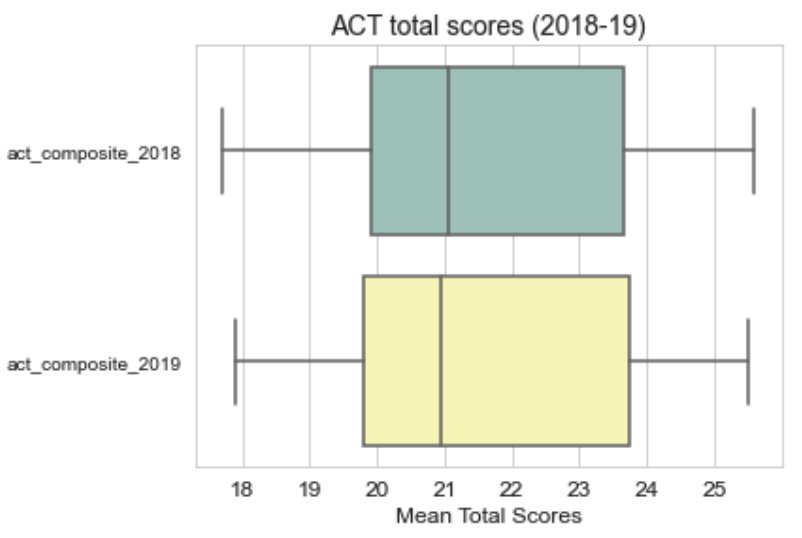 ACT total scores (2018-19)
act_composite_2018
act_composite_2019
18 19 20 21 22 23 24 25
Mean Total Scores